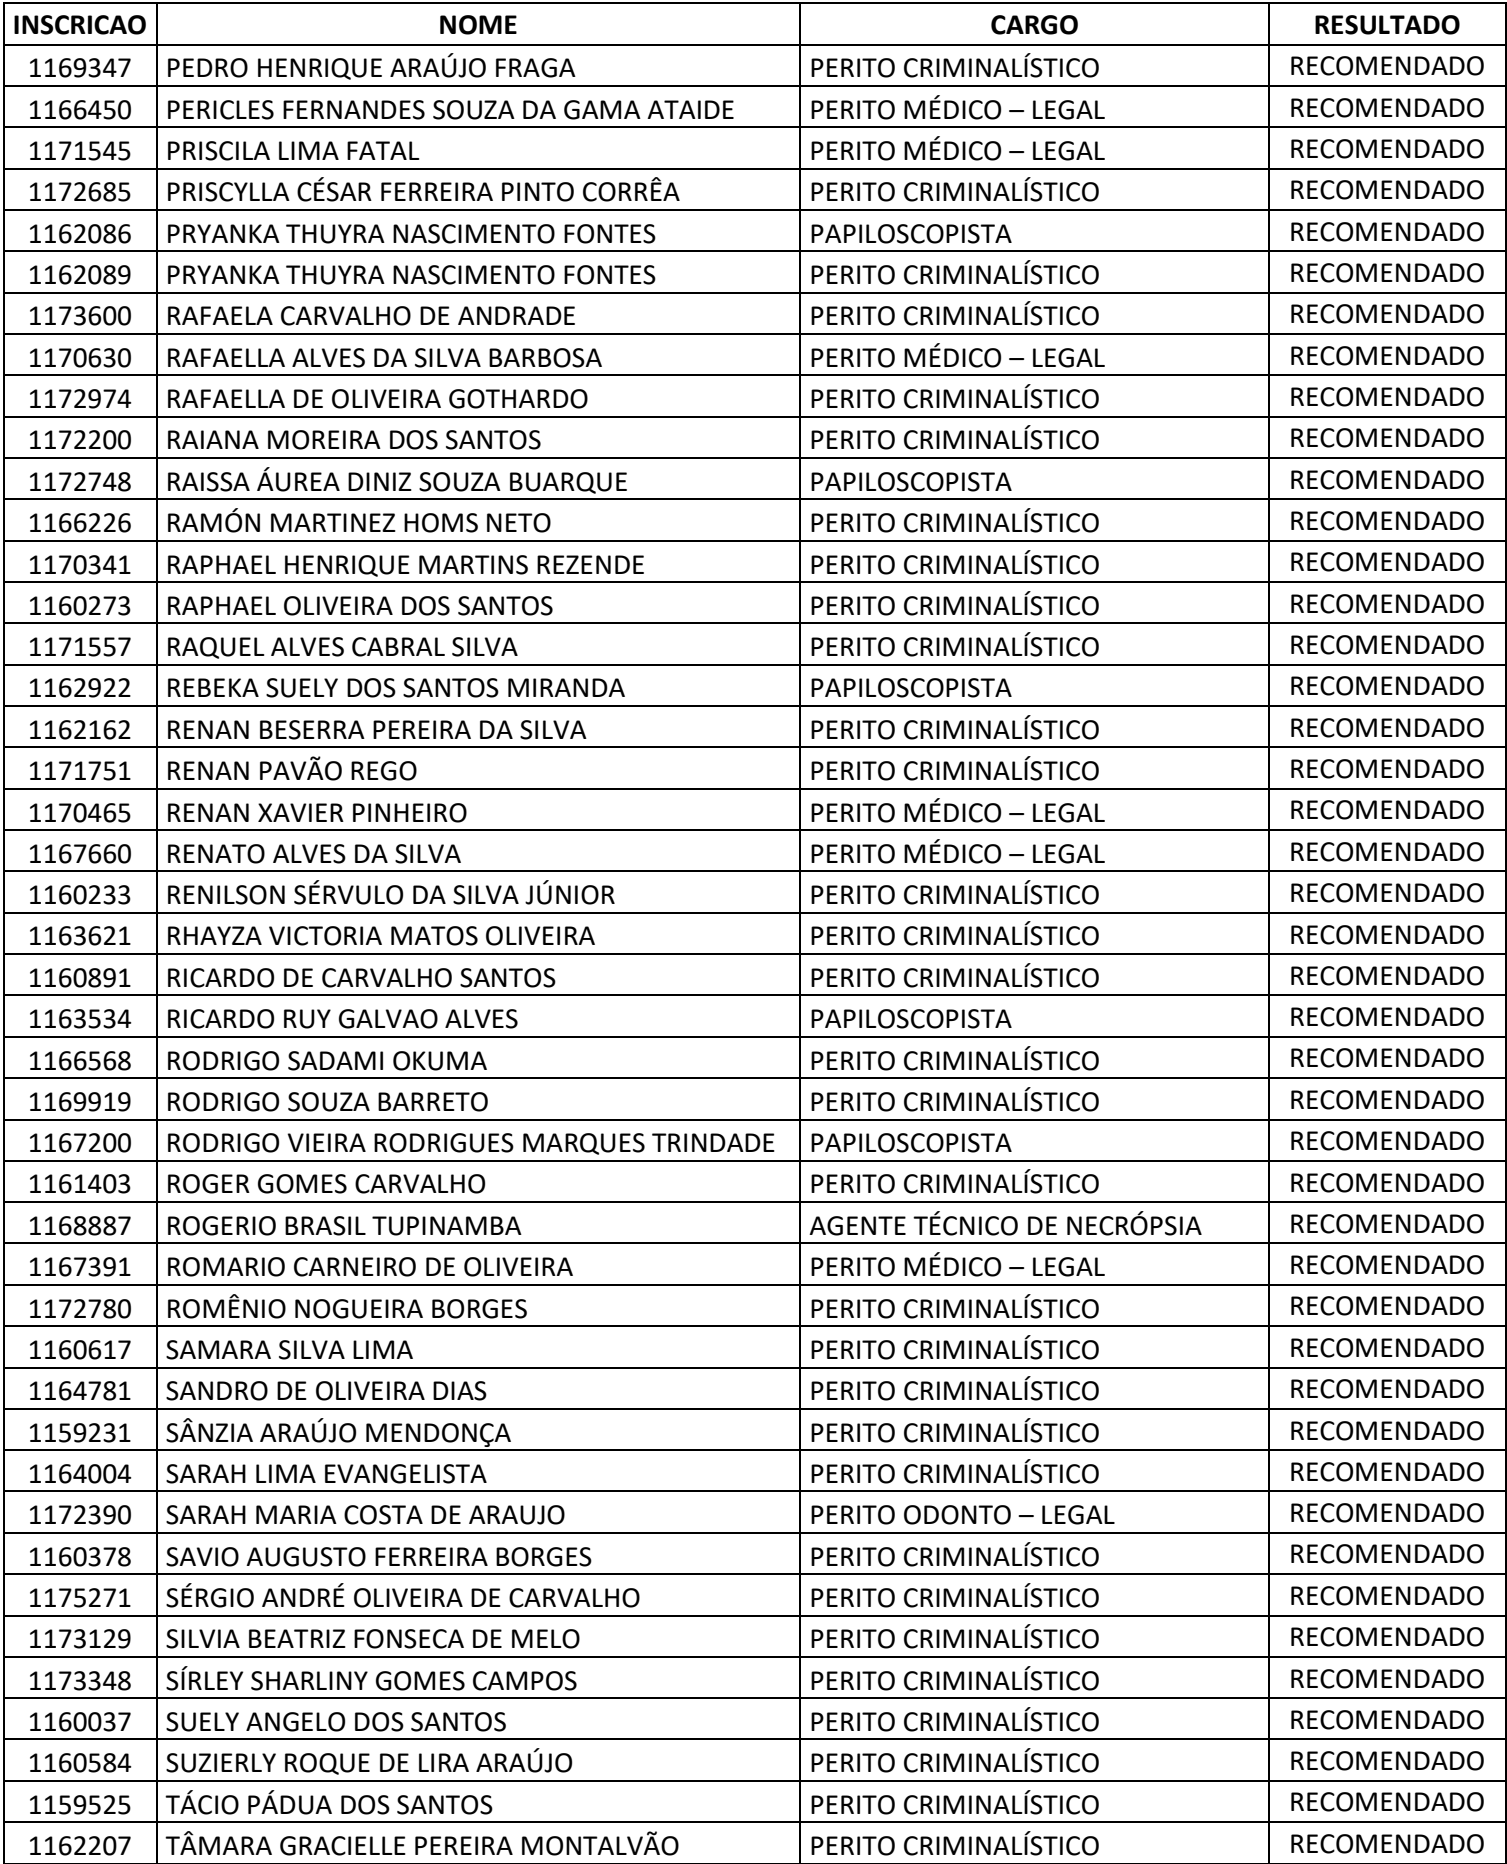 INSCRICAO NOME CARGO RESULTADO
1169347 PEDRO HENRIQUE ARAÚJO FRAGA PERITO CRIMINALÍSTICO RECOMENDADO
1166450 PERICLES FERNANDES SOUZA DA GAMA ATAIDE PERITO MÉDICO – LEGAL RECOMENDADO
1171545 PRISCILA LIMA FATAL PERITO MÉDICO – LEGAL RECOMENDADO
1172685 PRISCYLLA CÉSAR FERREIRA PINTO CORRÊA PERITO CRIMINALÍSTICO RECOMENDADO
1162086 PRYANKA THUYRA NASCIMENTO FONTES PAPILOSCOPISTA RECOMENDADO
1162089 PRYANKA THUYRA NASCIMENTO FONTES PERITO CRIMINALÍSTICO RECOMENDADO
1173600 RAFAELA CARVALHO DE ANDRADE PERITO CRIMINALÍSTICO RECOMENDADO
1170630 RAFAELLA ALVES DA SILVA BARBOSA PERITO MÉDICO – LEGAL RECOMENDADO
1172974 RAFAELLA DE OLIVEIRA GOTHARDO PERITO CRIMINALÍSTICO RECOMENDADO
1172200 RAIANA MOREIRA DOS SANTOS PERITO CRIMINALÍSTICO RECOMENDADO
1172748 RAISSA ÁUREA DINIZ SOUZA BUARQUE PAPILOSCOPISTA RECOMENDADO
1166226 RAMÓN MARTINEZ HOMS NETO PERITO CRIMINALÍSTICO RECOMENDADO
1170341 RAPHAEL HENRIQUE MARTINS REZENDE PERITO CRIMINALÍSTICO RECOMENDADO
1160273 RAPHAEL OLIVEIRA DOS SANTOS PERITO CRIMINALÍSTICO RECOMENDADO
1171557 RAQUEL ALVES CABRAL SILVA PERITO CRIMINALÍSTICO RECOMENDADO
1162922 REBEKA SUELY DOS SANTOS MIRANDA PAPILOSCOPISTA RECOMENDADO
1162162 RENAN BESERRA PEREIRA DA SILVA PERITO CRIMINALÍSTICO RECOMENDADO
1171751 RENAN PAVÃO REGO PERITO CRIMINALÍSTICO RECOMENDADO
1170465 RENAN XAVIER PINHEIRO PERITO MÉDICO – LEGAL RECOMENDADO
1167660 RENATO ALVES DA SILVA PERITO MÉDICO – LEGAL RECOMENDADO
1160233 RENILSON SÉRVULO DA SILVA JÚNIOR PERITO CRIMINALÍSTICO RECOMENDADO
1163621 RHAYZA VICTORIA MATOS OLIVEIRA PERITO CRIMINALÍSTICO RECOMENDADO
1160891 RICARDO DE CARVALHO SANTOS PERITO CRIMINALÍSTICO RECOMENDADO
1163534 RICARDO RUY GALVAO ALVES PAPILOSCOPISTA RECOMENDADO
1166568 RODRIGO SADAMI OKUMA PERITO CRIMINALÍSTICO RECOMENDADO
1169919 RODRIGO SOUZA BARRETO PERITO CRIMINALÍSTICO RECOMENDADO
1167200 RODRIGO VIEIRA RODRIGUES MARQUES TRINDADE PAPILOSCOPISTA RECOMENDADO
1161403 ROGER GOMES CARVALHO PERITO CRIMINALÍSTICO RECOMENDADO
1168887 ROGERIO BRASIL TUPINAMBA AGENTE TÉCNICO DE NECRÓPSIA RECOMENDADO
1167391 ROMARIO CARNEIRO DE OLIVEIRA PERITO MÉDICO – LEGAL RECOMENDADO
1172780 ROMÊNIO NOGUEIRA BORGES PERITO CRIMINALÍSTICO RECOMENDADO
1160617 SAMARA SILVA LIMA PERITO CRIMINALÍSTICO RECOMENDADO
1164781 SANDRO DE OLIVEIRA DIAS PERITO CRIMINALÍSTICO RECOMENDADO
1159231 SÂNZIA ARAÚJO MENDONÇA PERITO CRIMINALÍSTICO RECOMENDADO
1164004 SARAH LIMA EVANGELISTA PERITO CRIMINALÍSTICO RECOMENDADO
1172390 SARAH MARIA COSTA DE ARAUJO PERITO ODONTO – LEGAL RECOMENDADO
1160378 SAVIO AUGUSTO FERREIRA BORGES PERITO CRIMINALÍSTICO RECOMENDADO
1175271 SÉRGIO ANDRÉ OLIVEIRA DE CARVALHO PERITO CRIMINALÍSTICO RECOMENDADO
1173129 SILVIA BEATRIZ FONSECA DE MELO PERITO CRIMINALÍSTICO RECOMENDADO
1173348 SÍRLEY SHARLINY GOMES CAMPOS PERITO CRIMINALÍSTICO RECOMENDADO
1160037 SUELY ANGELO DOS SANTOS PERITO CRIMINALÍSTICO RECOMENDADO
1160584 SUZIERLY ROQUE DE LIRA ARAÚJO PERITO CRIMINALÍSTICO RECOMENDADO
1159525 TÁCIO PÁDUA DOS SANTOS PERITO CRIMINALÍSTICO RECOMENDADO
1162207 TÂMARA GRACIELLE PEREIRA MONTALVÃO PERITO CRIMINALÍSTICO RECOMENDADO